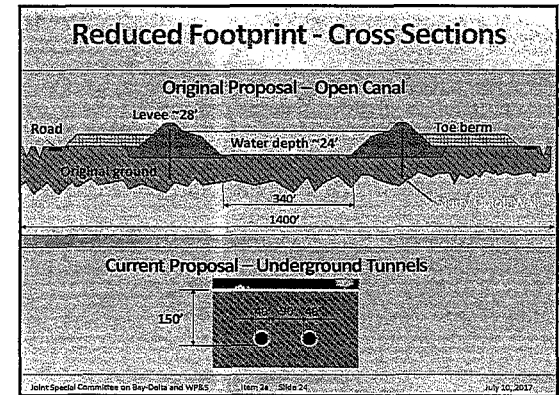 Reduced Footprint - Cross Sections
Original Proposal – Open Canal
Levee ~28'
Road
Toe berm
Water depth ~24'
Original ground
340'
1400'
Current Proposal – Underground Tunnels
150'
Joint Special Committee on Bay-Delta and WP&S Item 2a Slide 24 July 10, 2017